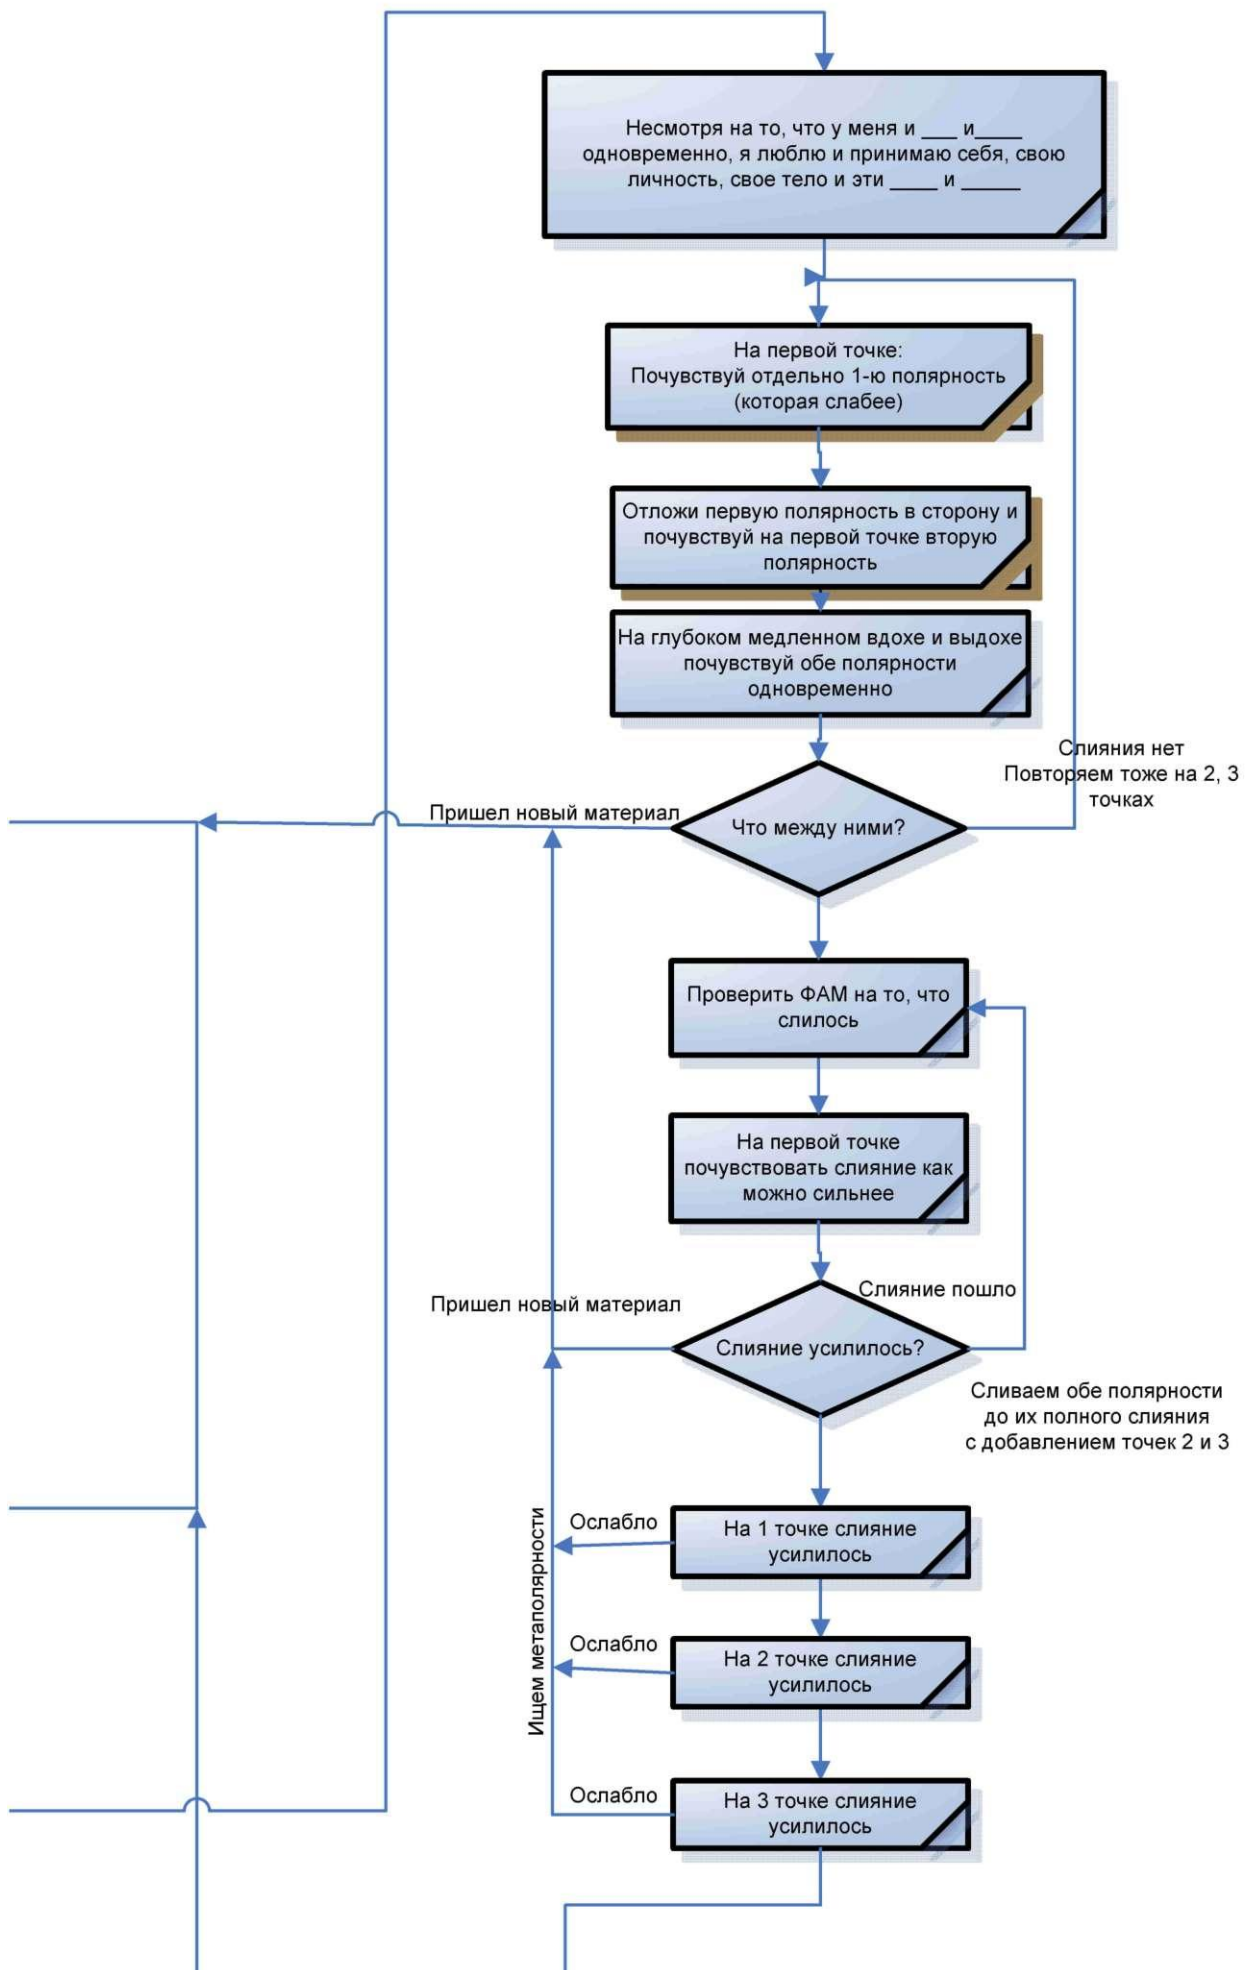 Несмотря на то, что у меня и ___ и____
одновременно, я люблю и принимаю себя, свою
личность, свое тело и эти ____ и _____
На первой точке:
Почувствуй отдельно 1-ю полярность
(которая слабее)
Отложи первую полярность в сторону и
почувствуй на первой точке вторую
полярность
На глубоком медленном вдохе и выдохе
почувствуй обе полярности
одновременно
Слияния нет
Повторяем тоже на 2, 3
точках
Пришел новый материал
Что между ними?
Проверить ФАМ на то, что
слилось
На первой точке
почувствовать слияние как
можно сильнее
Слияние пошло
Пришел новый материал
Слияние усилилось?
Сливаем обе полярности
до их полного слияния
с добавлением точек 2 и 3
Ищем метаполярности
Ослабло
На 1 точке слияние
усилилось
Ослабло
На 2 точке слияние
усилилось
Ослабло
На 3 точке слияние
усилилось